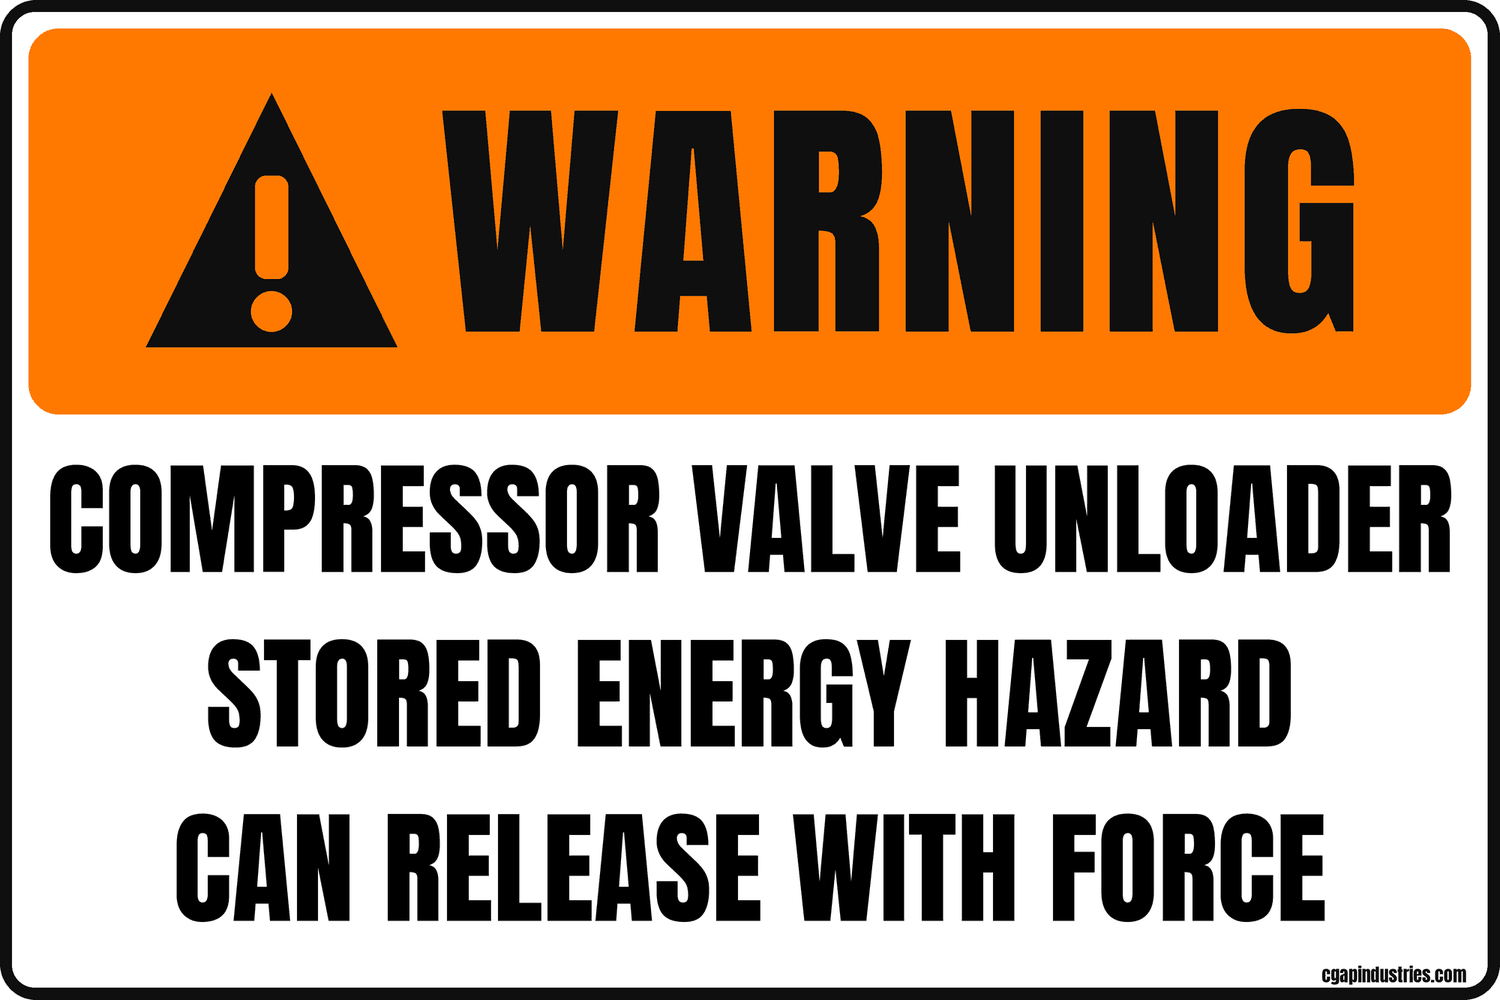 WARNING
COMPRESSOR VALVE UNLOADER
STORED ENERGY HAZARD
CAN RELEASE WITH FORCE
cgapindustries.com